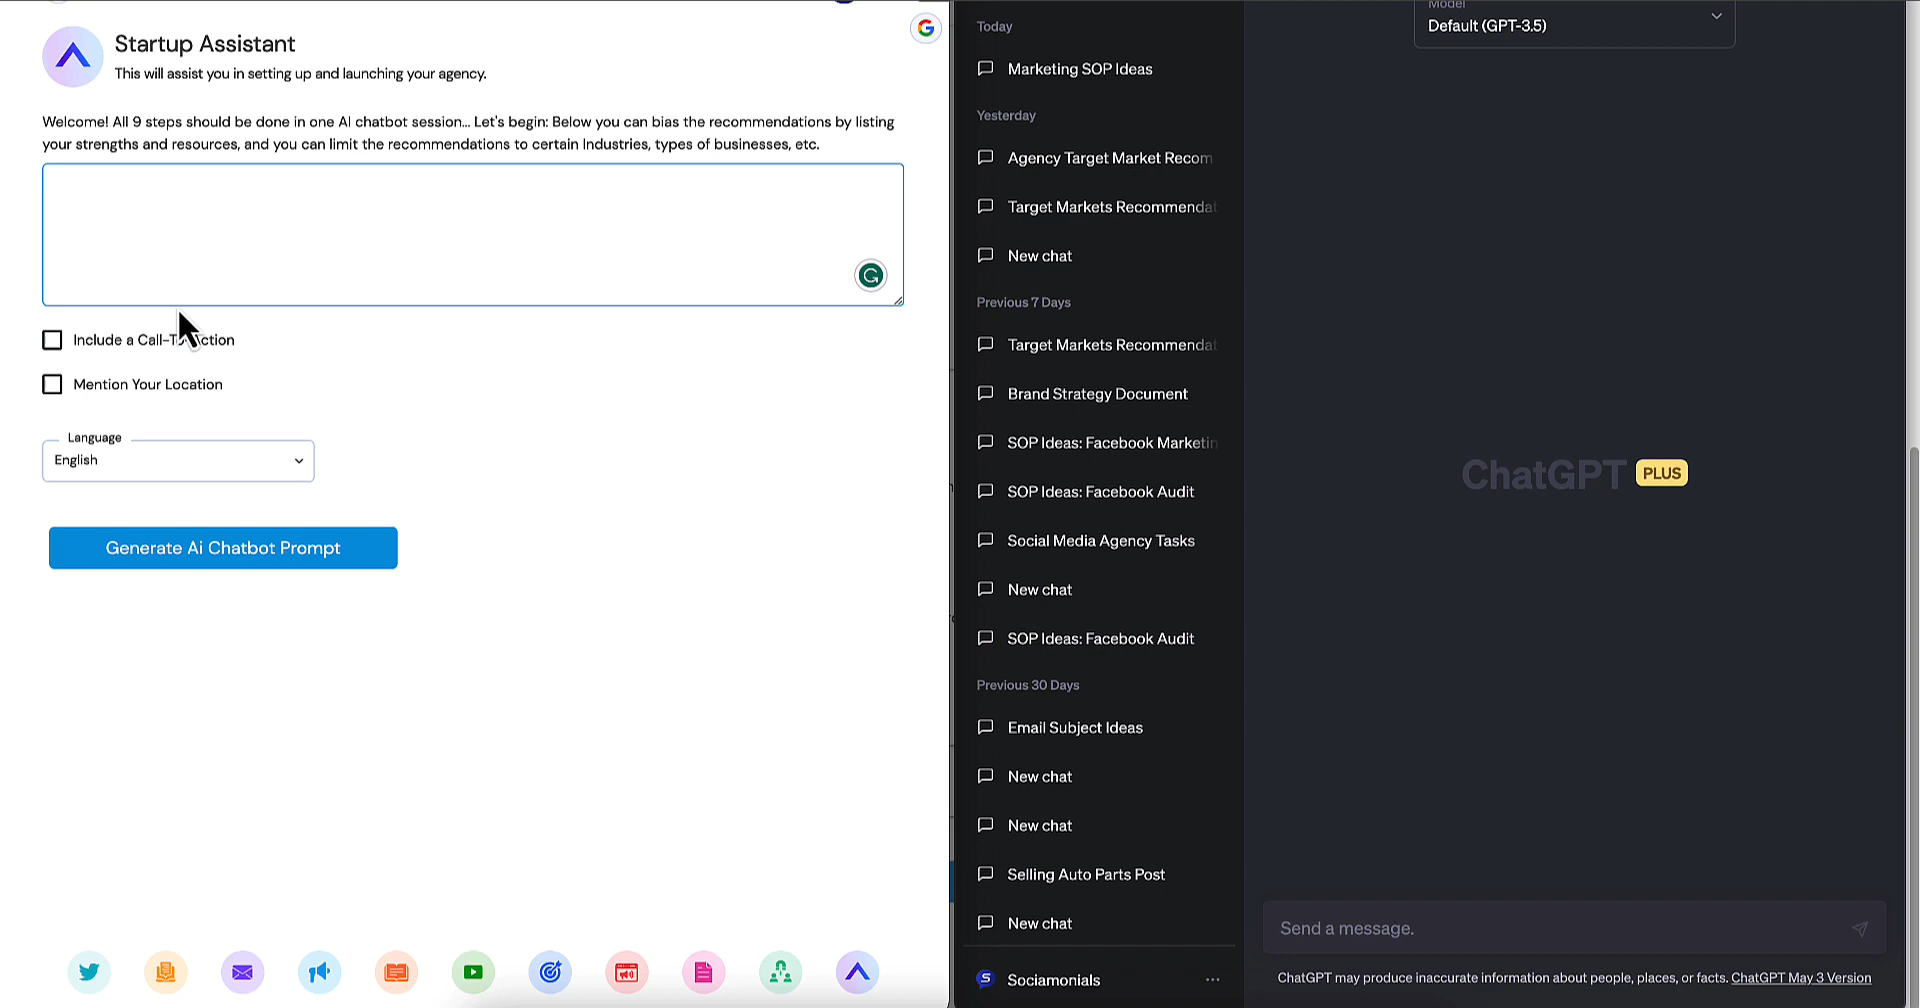 Startup Assistant
This will assist you in setting up and launching your agency.
Welcome! All 9 steps should be done in one AI chatbot session... Let's begin: Below you can bias the recommendations by listing
your strengths and resources, and you can limit the recommendations to certain Industries, types of businesses, etc.
Include a Call-T ction
Mention Your Location
Language
English
Generate Ai Chatbot Prompt
Today
Marketing SOP Ideas
Yesterday
Agency Target Market Recom
Target Markets Recommendat
New chat
Previous 7 Days
Target Markets Recommendat
Brand Strategy Document
SOP Ideas: Facebook Marketin
SOP Ideas: Facebook Audit
Social Media Agency Tasks
New chat
SOP Ideas: Facebook Audit
Previous 30 Days
Email Subject Ideas
New chat
New chat
Selling Auto Parts Post
New chat
Sociamonials
Model
Default (GPT-3.5)
ChatGPT PLUS
Send a message.
ChatGPT may produce inaccurate information about people, places, or facts. ChatGPT May 3 Version